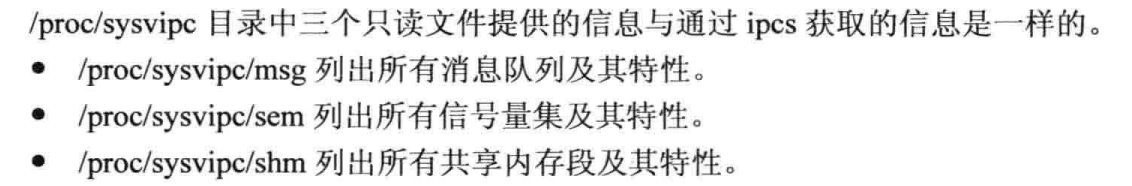 /proc/sysvipc 目录中三个只读文件提供的信息与通过 ipcs 获取的信息是一样的。
● /proc/sysvipc/msg 列出所有消息队列及其特性。
● /proc/sysvipc/sem 列出所有信号量集及其特性。
● /proc/sysvipc/shm 列出所有共享内存段及其特性。